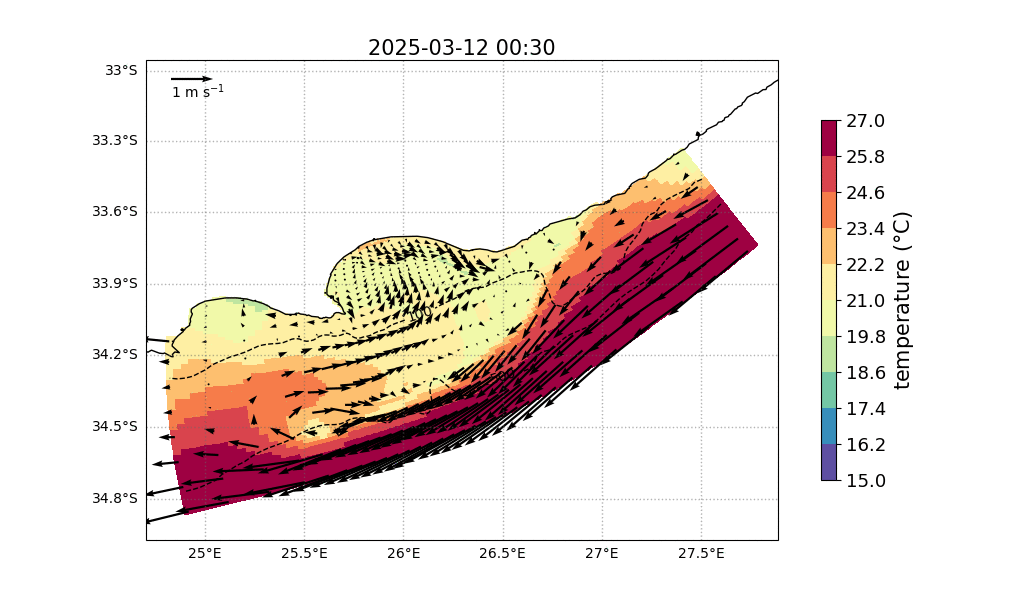 2025-03-12 00:30
1 m s⁻¹
33°S
33.3°S
33.6°S
33.9°S
34.2°S
34.5°S
34.8°S
25°E
25.5°E
26°E
26.5°E
27°E
27.5°E
100
27.0
25.8
24.6
23.4
22.2
21.0
19.8
18.6
17.4
16.2
15.0
temperature (°C)